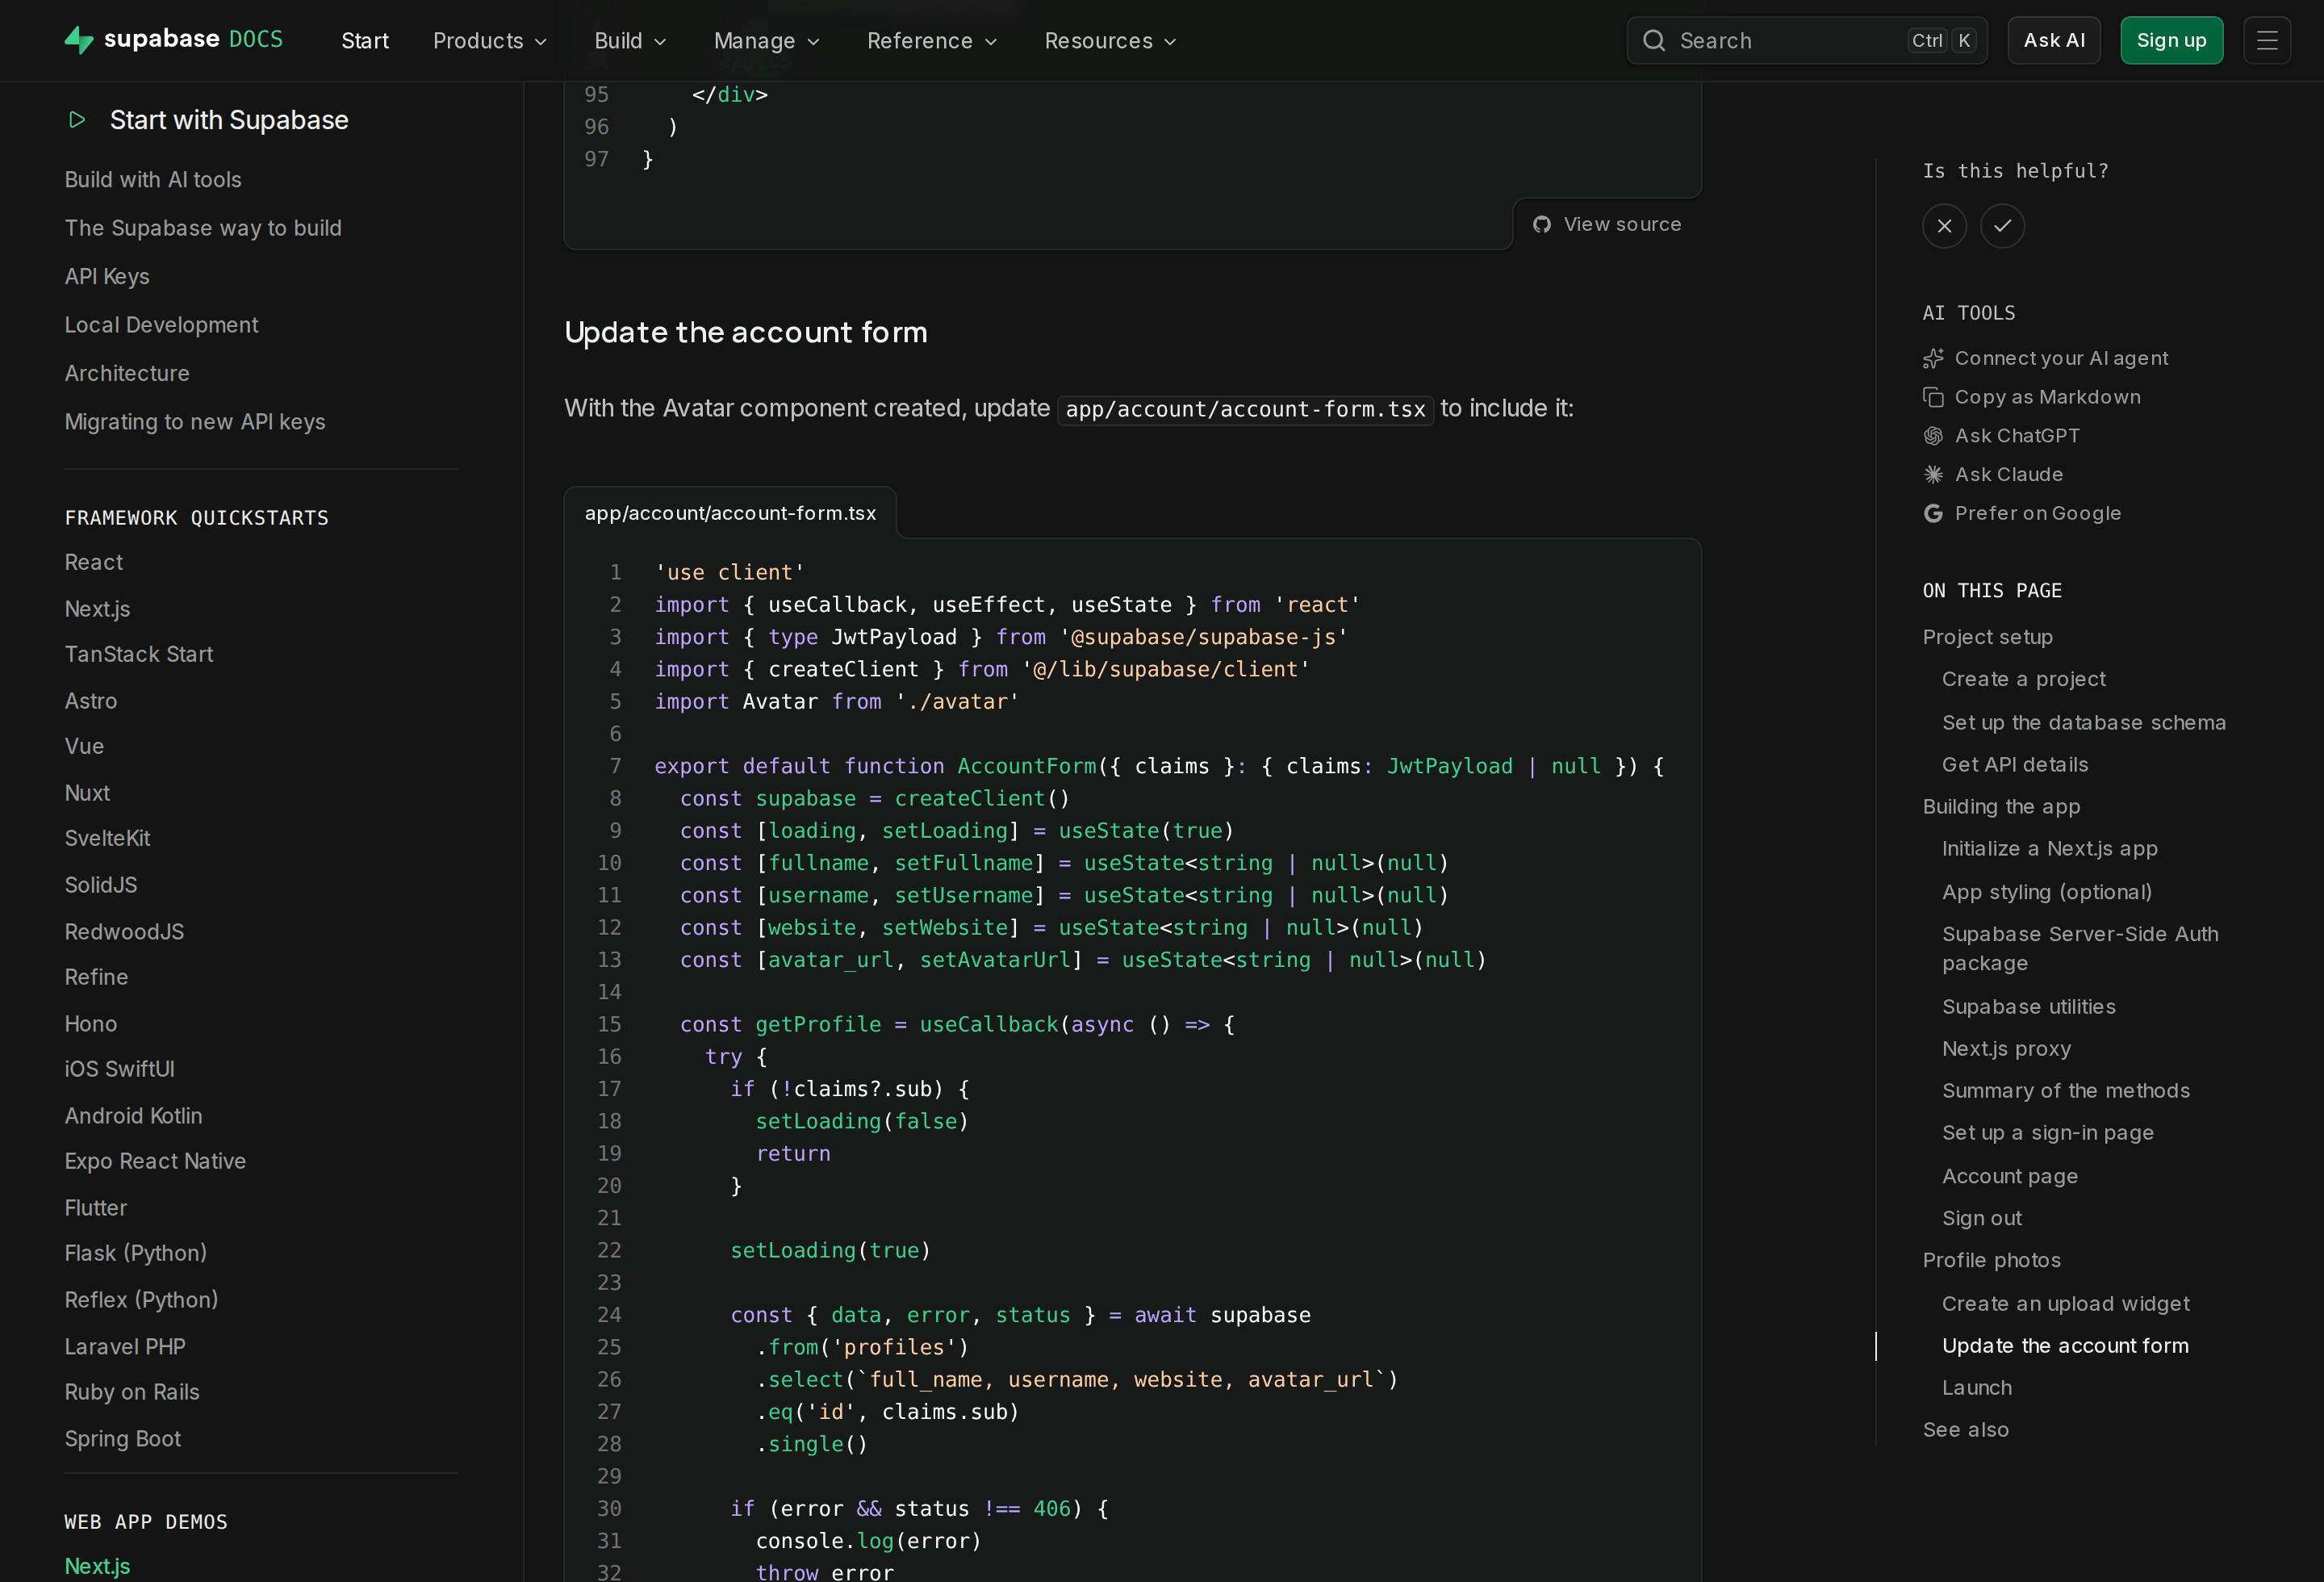 supabase DOCS
Start
Products
Build
Manage
Reference
Resources
Search
Ctrl K
Ask AI
Sign up
Start with Supabase
Build with AI tools
The Supabase way to build
API Keys
Local Development
Architecture
Migrating to new API keys
FRAMEWORK QUICKSTARTS
React
Next.js
TanStack Start
Astro
Vue
Nuxt
SvelteKit
SolidJS
RedwoodJS
Refine
Hono
iOS SwiftUI
Android Kotlin
Expo React Native
Flutter
Flask (Python)
Reflex (Python)
Laravel PHP
Ruby on Rails
Spring Boot
WEB APP DEMOS
Next.js
95     </div>
96   )
97 }
View source
Update the account form
With the Avatar component created, update app/account/account-form.tsx to include it:
app/account/account-form.tsx
1 'use client'
2 import { useCallback, useEffect, useState } from 'react'
3 import { type JwtPayload } from '@supabase/supabase-js'
4 import { createClient } from '@/lib/supabase/client'
5 import Avatar from './avatar'
6
7 export default function AccountForm({ claims }: { claims: JwtPayload | null }) {
8   const supabase = createClient()
9   const [loading, setLoading] = useState(true)
10   const [fullname, setFullname] = useState<string | null>(null)
11   const [username, setUsername] = useState<string | null>(null)
12   const [website, setWebsite] = useState<string | null>(null)
13   const [avatar_url, setAvatarUrl] = useState<string | null>(null)
14
15   const getProfile = useCallback(async () => {
16     try {
17       if (!claims?.sub) {
18         setLoading(false)
19         return
20       }
21
22       setLoading(true)
23
24       const { data, error, status } = await supabase
25         .from('profiles')
26         .select(`full_name, username, website, avatar_url`)
27         .eq('id', claims.sub)
28         .single()
29
30       if (error && status !== 406) {
31         console.log(error)
32         throw error
Is this helpful?
AI TOOLS
Connect your AI agent
Copy as Markdown
Ask ChatGPT
Ask Claude
Prefer on Google
ON THIS PAGE
Project setup
Create a project
Set up the database schema
Get API details
Building the app
Initialize a Next.js app
App styling (optional)
Supabase Server-Side Auth
package
Supabase utilities
Next.js proxy
Summary of the methods
Set up a sign-in page
Account page
Sign out
Profile photos
Create an upload widget
Update the account form
Launch
See also